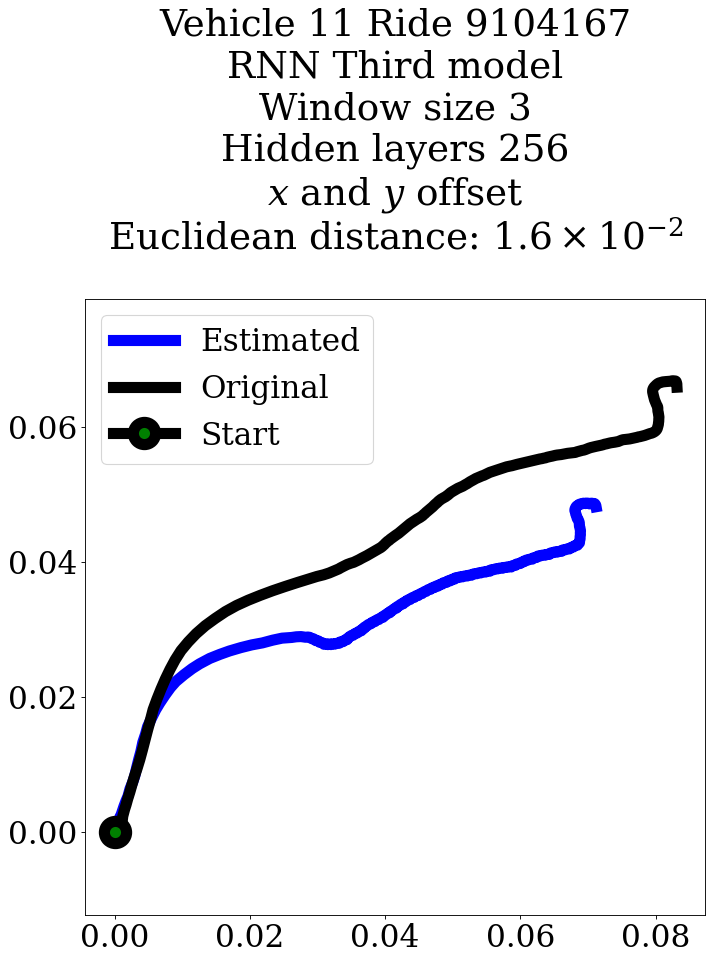 Vehicle 11 Ride 9104167
RNN Third model
Window size 3
Hidden layers 256
x and y offset
Euclidean distance: 1.6 × 10⁻²
Estimated
Original
Start
0.06
0.04
0.02
0.00
0.00 0.02 0.04 0.06 0.08